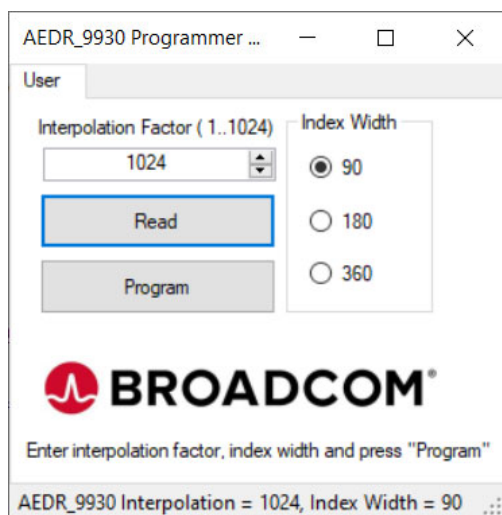 AEDR_9930 Programmer ...
User
Interpolation Factor ( 1..1024)
1024
Read
Program
Index Width
90
180
360
BROADCOM®
Enter interpolation factor, index width and press "Program"
AEDR_9930 Interpolation = 1024, Index Width = 90